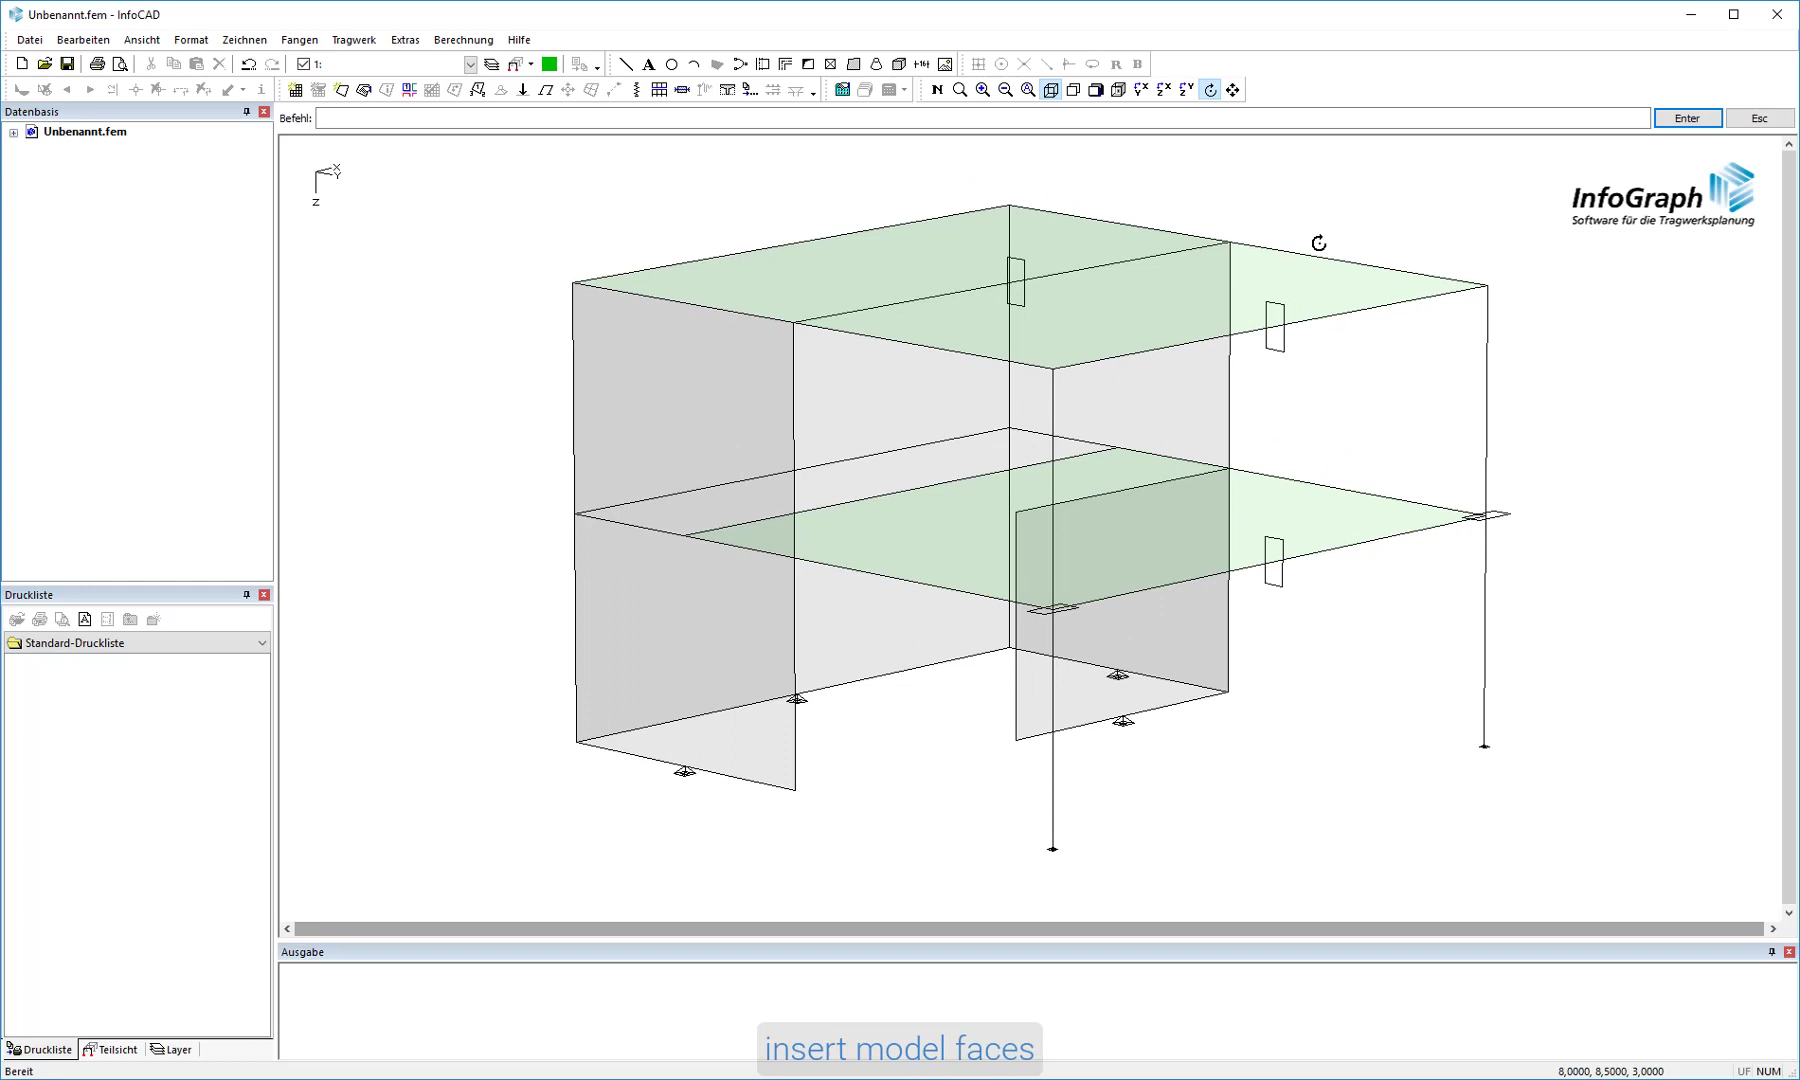 Unbenannt.fem - InfoCAD
Datei Bearbeiten Ansicht Format Zeichnen Fangen Tragwerk Extras Berechnung Hilfe
1:
Datenbasis
Befehl:
Enter
Esc
Unbenannt.fem
X
Y
Z
InfoGraph
Software für die Tragwerksplanung
Druckliste
Standard-Druckliste
Ausgabe
insert model faces
Druckliste Teilsicht Layer
Bereit
8,0000, 8,5000, 3,0000
UF NUM